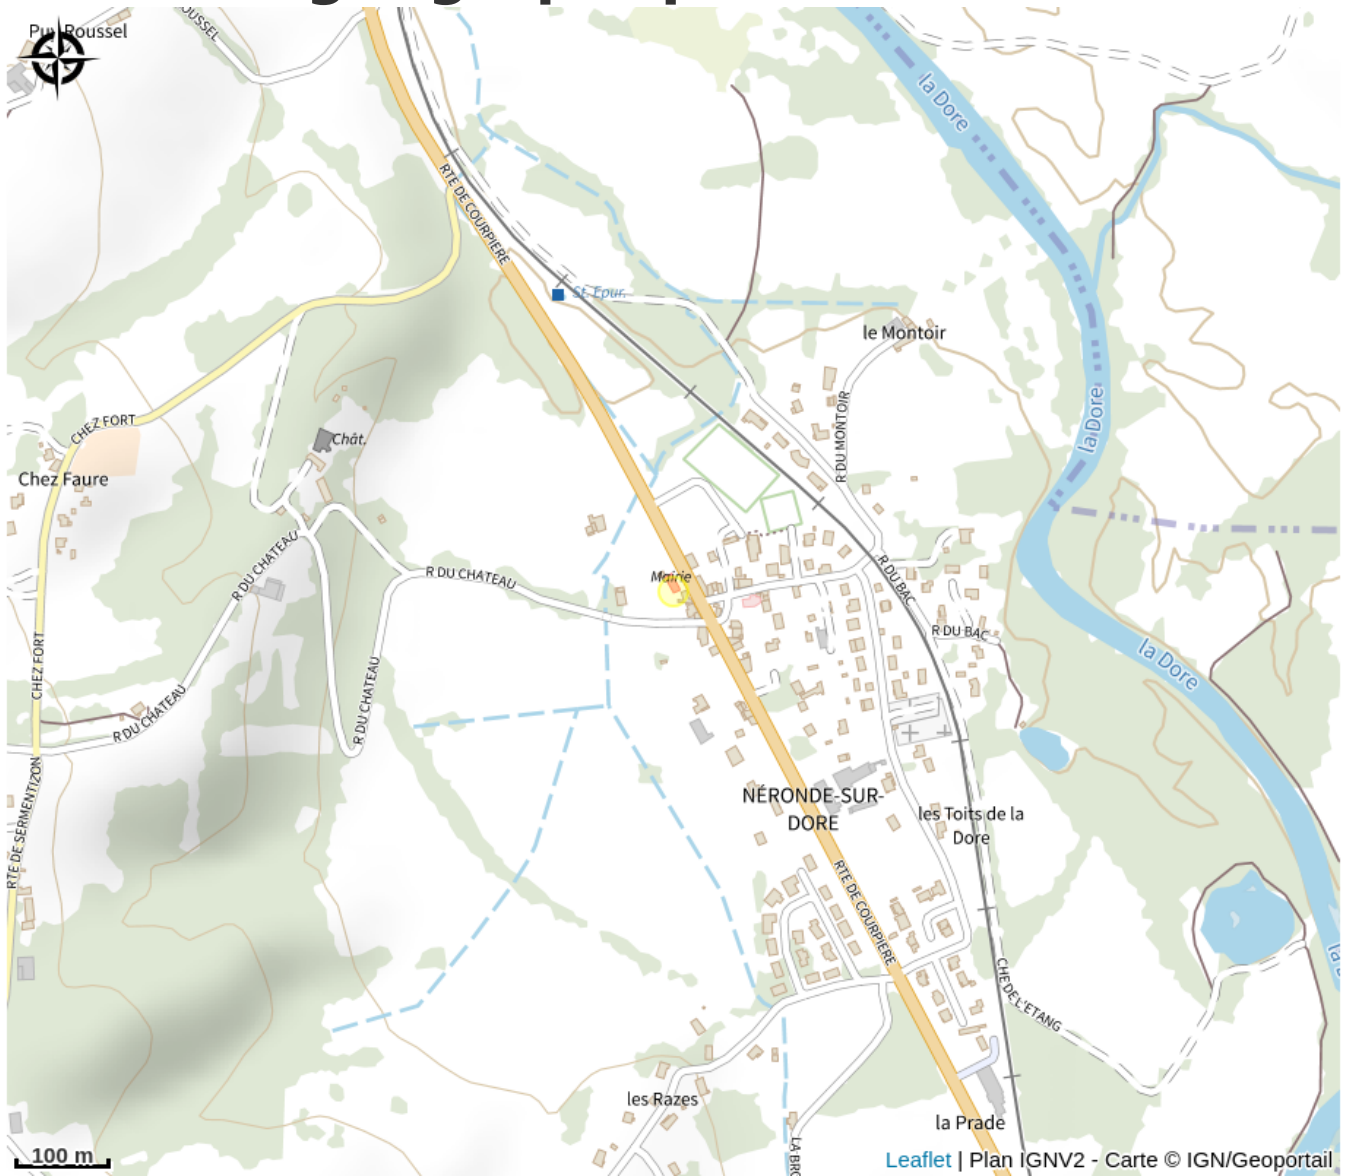 Puy Roussel
ROUSSEL
la Dore
RTE DE COURPIERE
St. Epur.
le Montoir
R DU MONTOIR
la Dore
CHEZ FORT
Chât.
Chez Faure
R DU CHATEAU
R DU CHATEAU
Mairie
R DU BAC
R DU BAC
la Dore
CHEZ FORT
R DU CHATEAU
R DU CHATEAU
RTE DE SERMENTIZON
NÉRONDE-SUR-
DORE
les Toits de la
Dore
RTE DE COURPIERE
CHE DE L'ETANG
les Razes
la Prade
LA BRO
100 m
Leaflet | Plan IGNV2 - Carte © IGN/Geoportail